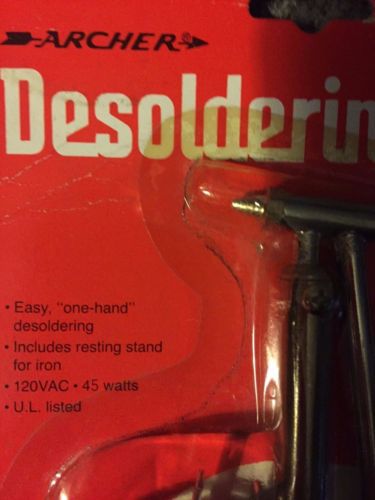 ARCHER®
Desolderin
• Easy, "one-hand"
desoldering
• Includes resting stand
for iron
• 120VAC • 45 watts
• U.L. listed